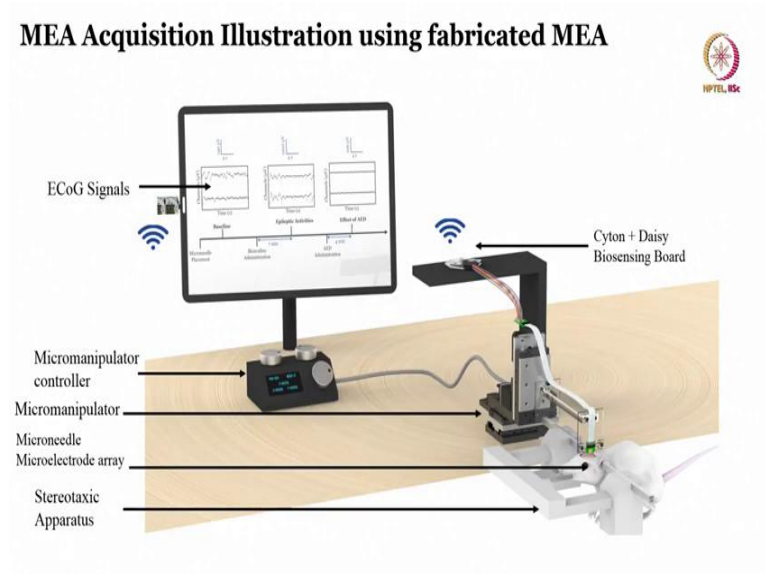 MEA Acquisition Illustration using fabricated MEA
NPTEL, IISc
ECoG Signals
Time (s)
Time (s)
Time (s)
Baseline
Epileptic Activities
Effect of AED
Microneedle
Placement
Administration
AED
Administration
Cyton + Daisy
Biosensing Board
Micromanipulator
controller
Micromanipulator
Microneedle
Microelectrode array
Stereotaxic
Apparatus